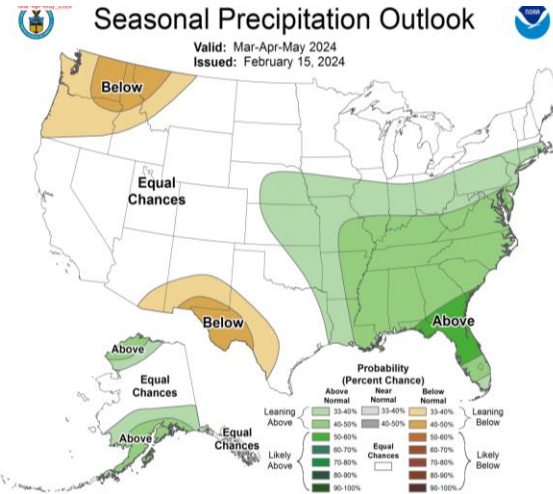 Seasonal Precipitation Outlook
Valid: Mar-Apr-May 2024
Issued: February 15, 2024
NOAA
Below
Equal
Chances
Below
Above
Above
Equal
Chances
Above
Equal
Chances
Probability
(Percent Chance)
Above
Normal
Near
Normal
Below
Normal
Leaning
Above
33-40%
40-50%
33-40%
40-50%
33-40%
40-50%
Leaning
Below
Likely
Above
50-60%
60-70%
70-80%
80-90%
90-100%
Equal
Chances
50-60%
60-70%
70-80%
80-90%
90-100%
Likely
Below